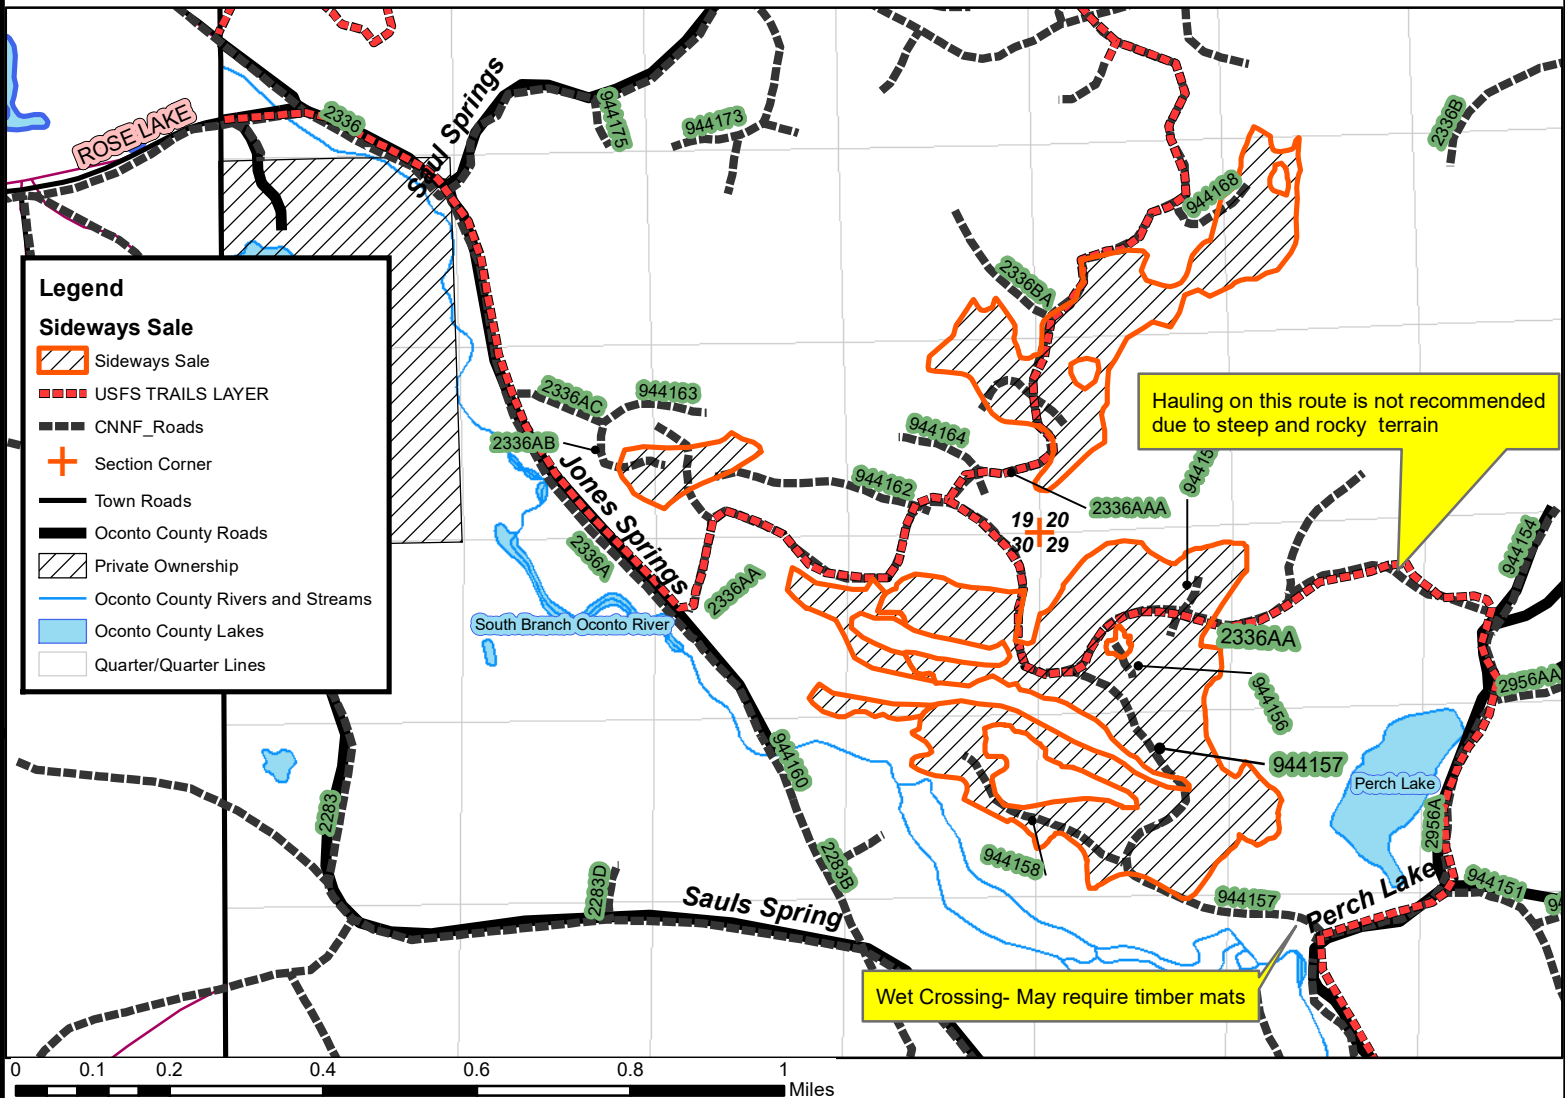 ROSE LAKE
2336
Saul Springs
944175
944173
2336B
944168
2336BA
Legend
Sideways Sale
Sideways Sale
USFS TRAILS LAYER
CNNF_Roads
Section Corner
Town Roads
Oconto County Roads
Private Ownership
Oconto County Rivers and Streams
Oconto County Lakes
Quarter/Quarter Lines
2336AC
944163
2336AB
Jones Springs
2336A
2336AA
944164
944162
2336AAA
19 20
30 29
Hauling on this route is not recommended
due to steep and rocky terrain
94415
944154
South Branch Oconto River
2336AA
944156
2956AA
944157
Perch Lake
2956A
944160
2283
2283B
2283D
944158
Sauls Spring
944157
Perch Lake
944151
94
Wet Crossing- May require timber mats
0 0.1 0.2 0.4 0.6 0.8 1
Miles